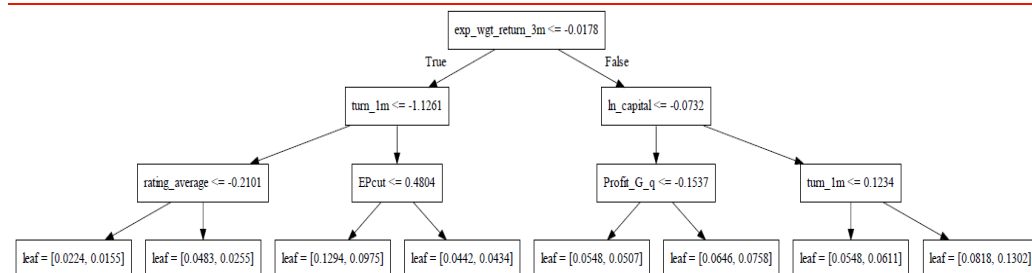 exp_wgt_return_3m <= -0.0178
True
False
turn_1m <= -1.1261
ln_capital <= -0.0732
rating_average <= -0.2101
EPcut <= 0.4804
Profit_G_q <= -0.1537
turn_1m <= 0.1234
leaf = [0.0224, 0.0155]
leaf = [0.0483, 0.0255]
leaf = [0.1294, 0.0975]
leaf = [0.0442, 0.0434]
leaf = [0.0548, 0.0507]
leaf = [0.0646, 0.0758]
leaf = [0.0548, 0.0611]
leaf = [0.0818, 0.1302]